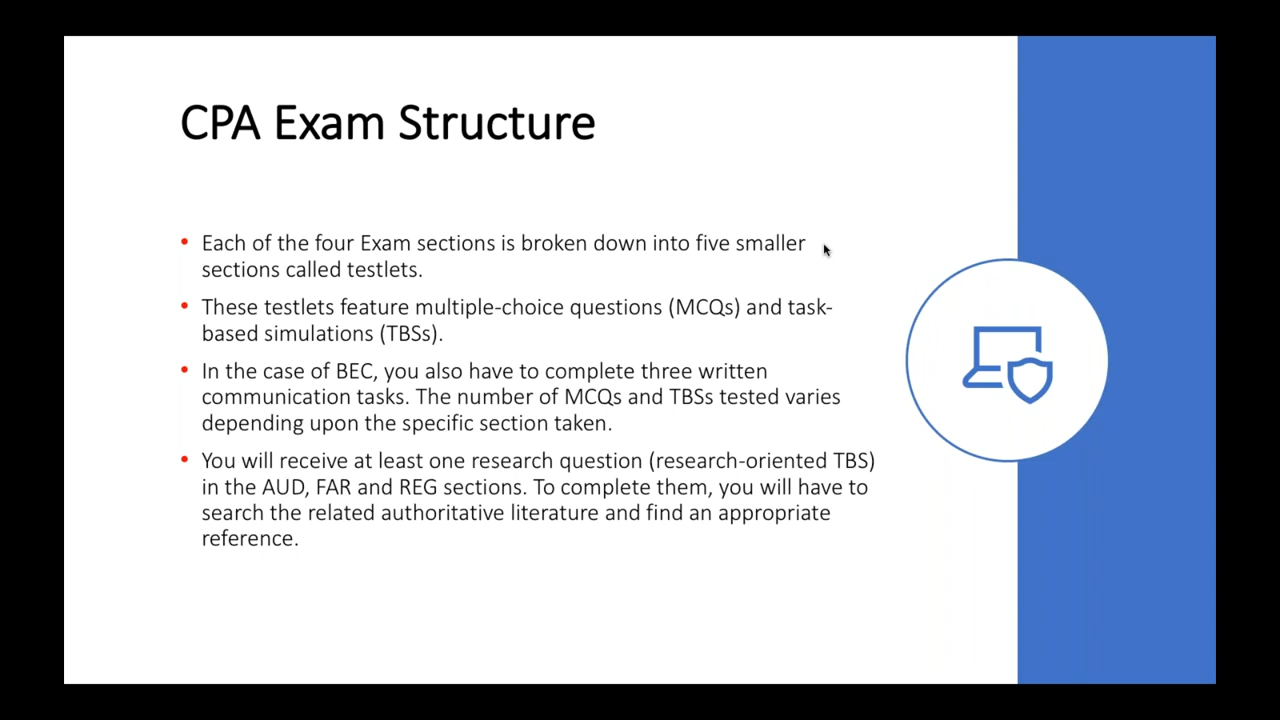 CPA Exam Structure
• Each of the four Exam sections is broken down into five smaller
sections called testlets.
• These testlets feature multiple-choice questions (MCQs) and task-
based simulations (TBSs).
• In the case of BEC, you also have to complete three written
communication tasks. The number of MCQs and TBSs tested varies
depending upon the specific section taken.
• You will receive at least one research question (research-oriented TBS)
in the AUD, FAR and REG sections. To complete them, you will have to
search the related authoritative literature and find an appropriate
reference.